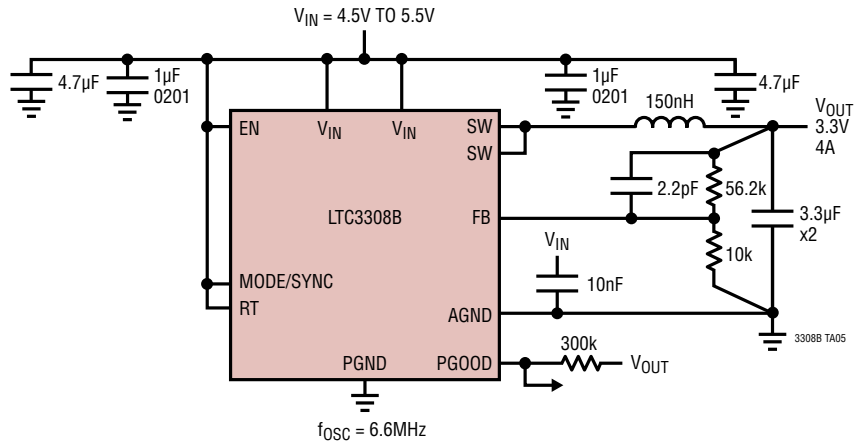 V_IN = 4.5V TO 5.5V
4.7µF
1µF
0201
1µF
0201
4.7µF
150nH
V_OUT
3.3V
4A
EN
V_IN
V_IN
SW
SW
2.2pF
56.2k
LTC3308B
FB
3.3µF
x2
10k
V_IN
10nF
MODE/SYNC
RT
AGND
3308B TA05
300k
PGND
PGOOD
V_OUT
f_OSC = 6.6MHz